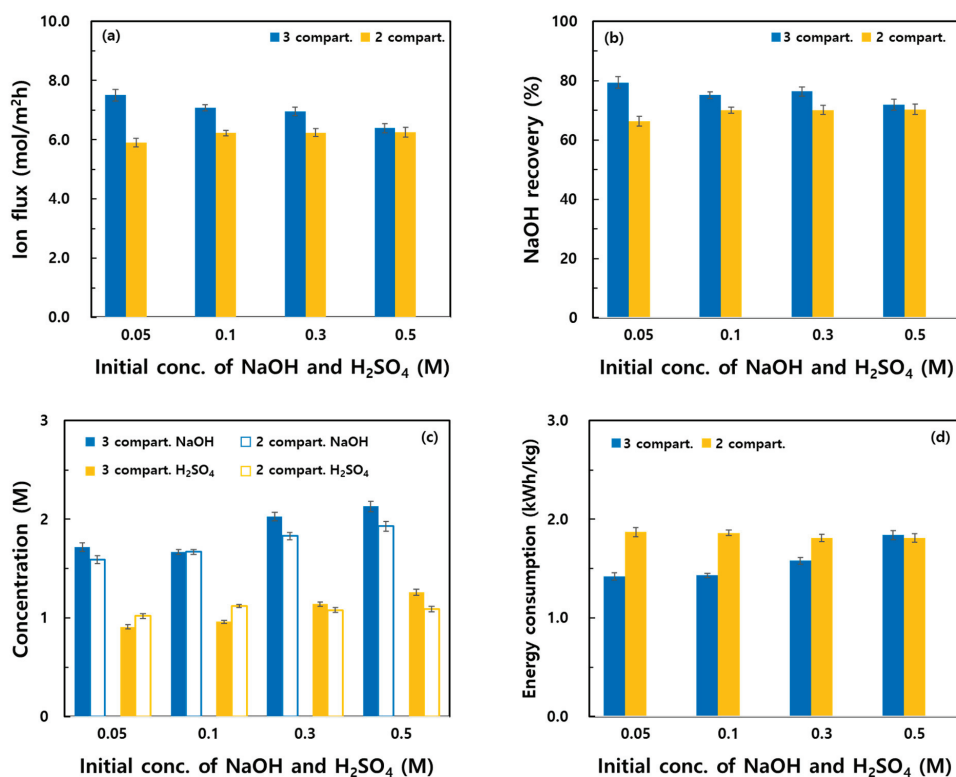 (a)
3 compart. 2 compart.
Ion flux (mol/m²h)
10.0
8.0
6.0
4.0
2.0
0.0
0.05 0.1 0.3 0.5
Initial conc. of NaOH and H₂SO₄ (M)
(b)
3 compart. 2 compart.
NaOH recovery (%)
100
80
60
40
20
0
0.05 0.1 0.3 0.5
Initial conc. of NaOH and H₂SO₄ (M)
(c)
3 compart. NaOH 2 compart. NaOH
3 compart. H₂SO₄ 2 compart. H₂SO₄
Concentration (M)
3
2
1
0
0.05 0.1 0.3 0.5
Initial conc. of NaOH and H₂SO₄ (M)
(d)
3 compart. 2 compart.
Energy consumption (kWh/kg)
3.0
2.0
1.0
0.0
0.05 0.1 0.3 0.5
Initial conc. of NaOH and H₂SO₄ (M)